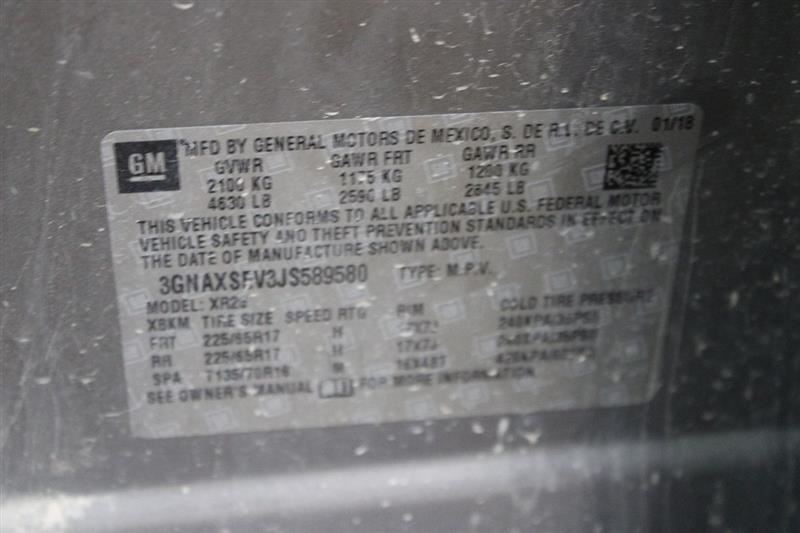 GM
MFD BY GENERAL MOTORS DE MEXICO, S. DE R.L. DE C.V. 01/18
GVWR GAWR FRT GAWR RR
2100 KG 1175 KG 1200 KG
4630 LB 2590 LB 2645 LB
THIS VEHICLE CONFORMS TO ALL APPLICABLE U.S. FEDERAL MOTOR
VEHICLE SAFETY AND THEFT PREVENTION STANDARDS IN EFFECT ON
THE DATE OF MANUFACTURE SHOWN ABOVE.
3GNAXSEV3JS589580 TYPE: M.P.V.
MODEL:
XBKM TIRE SIZE SPEED RTG RIM COLD TIRE PRESSURE
FRT 225/65R17 H 17X7J
RR 225/65R17 H 17X7J
SPA T135/70R16 M 16X4BT
SEE OWNER'S MANUAL FOR MORE INFORMATION